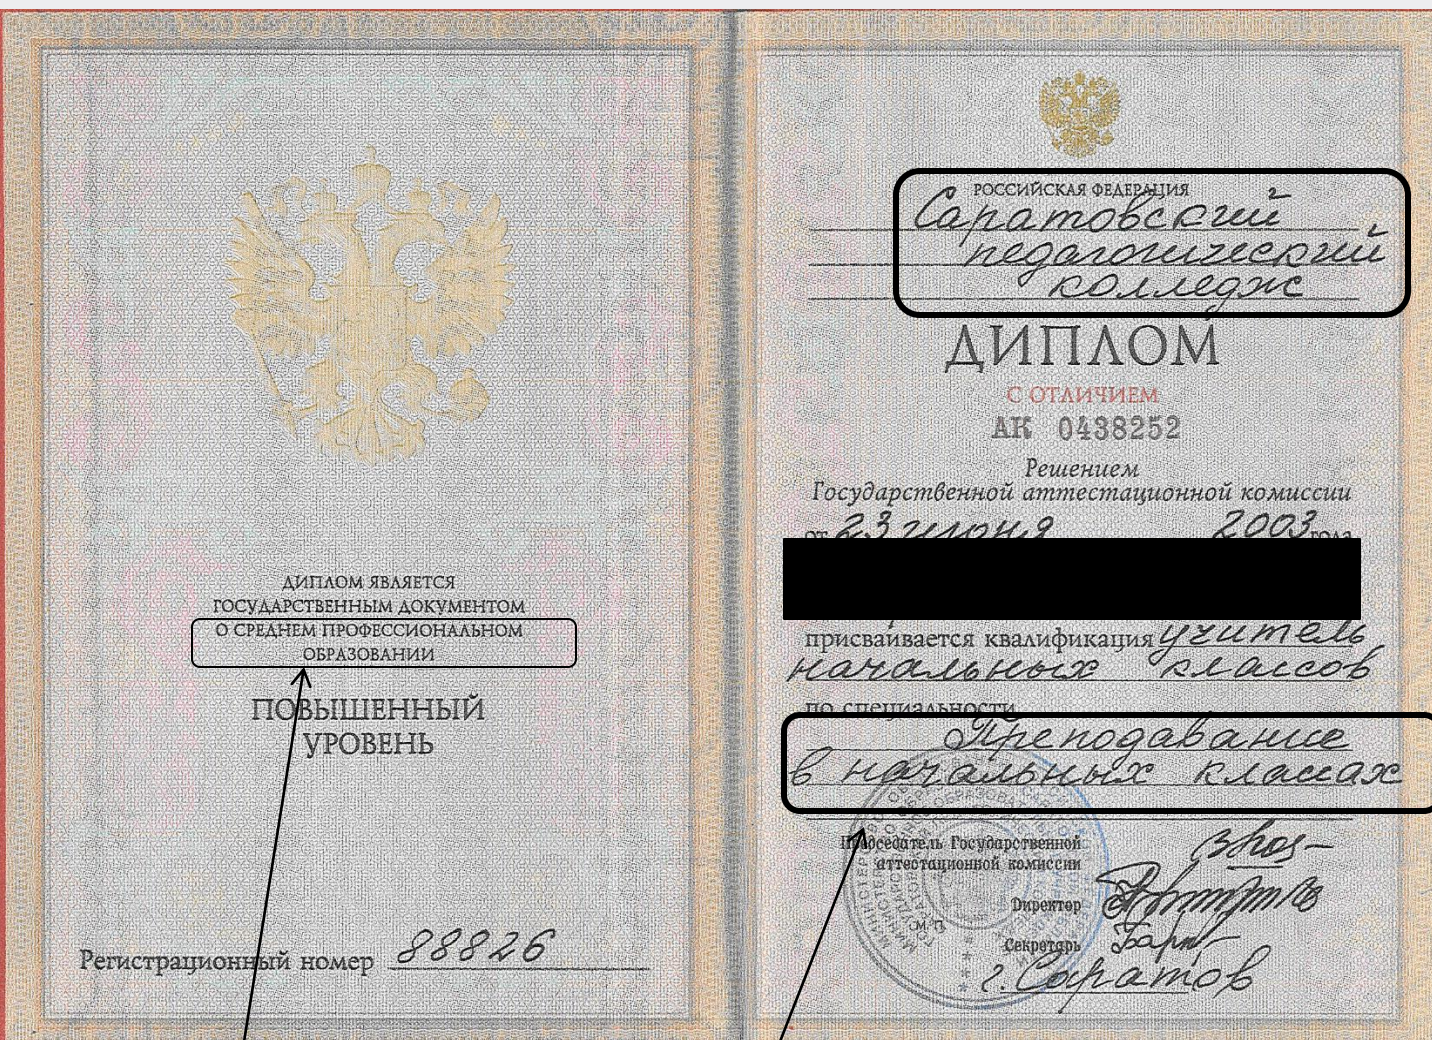 ДИПЛОМ ЯВЛЯЕТСЯ
ГОСУДАРСТВЕННЫМ ДОКУМЕНТОМ
О СРЕДНЕМ ПРОФЕССИОНАЛЬНОМ
ОБРАЗОВАНИИ
ПОВЫШЕННЫЙ
УРОВЕНЬ
Регистрационный номер 88826
РОССИЙСКАЯ ФЕДЕРАЦИЯ
Саратовский
педагогический
колледж
ДИПЛОМ
С ОТЛИЧИЕМ
АК 0438252
Решением
Государственной аттестационной комиссии
от 23 июня 2003 года
присваивается квалификация учитель
начальных классов
по специальности
Преподавание
в начальных классах
Председатель Государственной
аттестационной комиссии
Директор
М.П.
Секретарь
г. Саратов